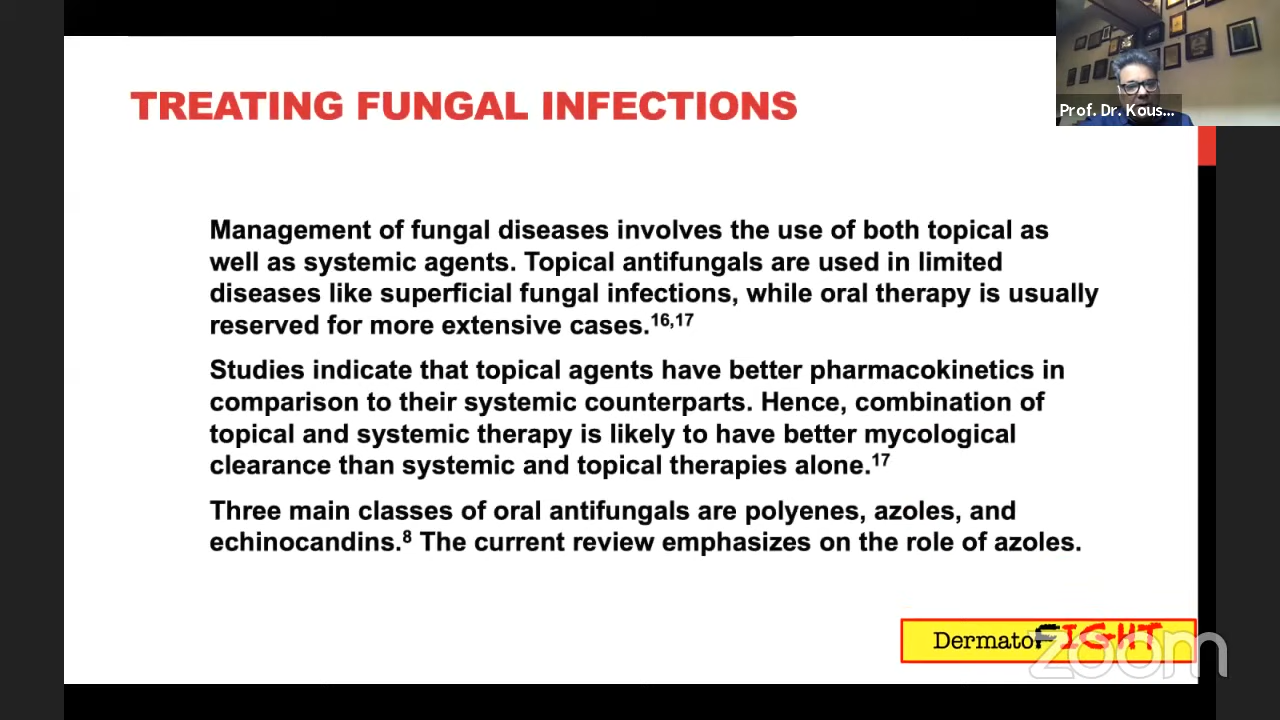 TREATING FUNGAL INFECTIONS
Prof. Dr. Kous...
Management of fungal diseases involves the use of both topical as
well as systemic agents. Topical antifungals are used in limited
diseases like superficial fungal infections, while oral therapy is usually
reserved for more extensive cases.16,17
Studies indicate that topical agents have better pharmacokinetics in
comparison to their systemic counterparts. Hence, combination of
topical and systemic therapy is likely to have better mycological
clearance than systemic and topical therapies alone.17
Three main classes of oral antifungals are polyenes, azoles, and
echinocandins.8 The current review emphasizes on the role of azoles.
DermatoFIGHT
zoom